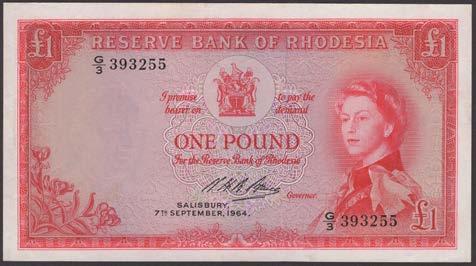 £1 RESERVE BANK OF RHODESIA £1
G/3 393255
I promise to pay the
bearer on demand
ONE POUND
For the Reserve Bank of Rhodesia
Governor.
SALISBURY,
7TH SEPTEMBER, 1964.
G/3 393255
£1